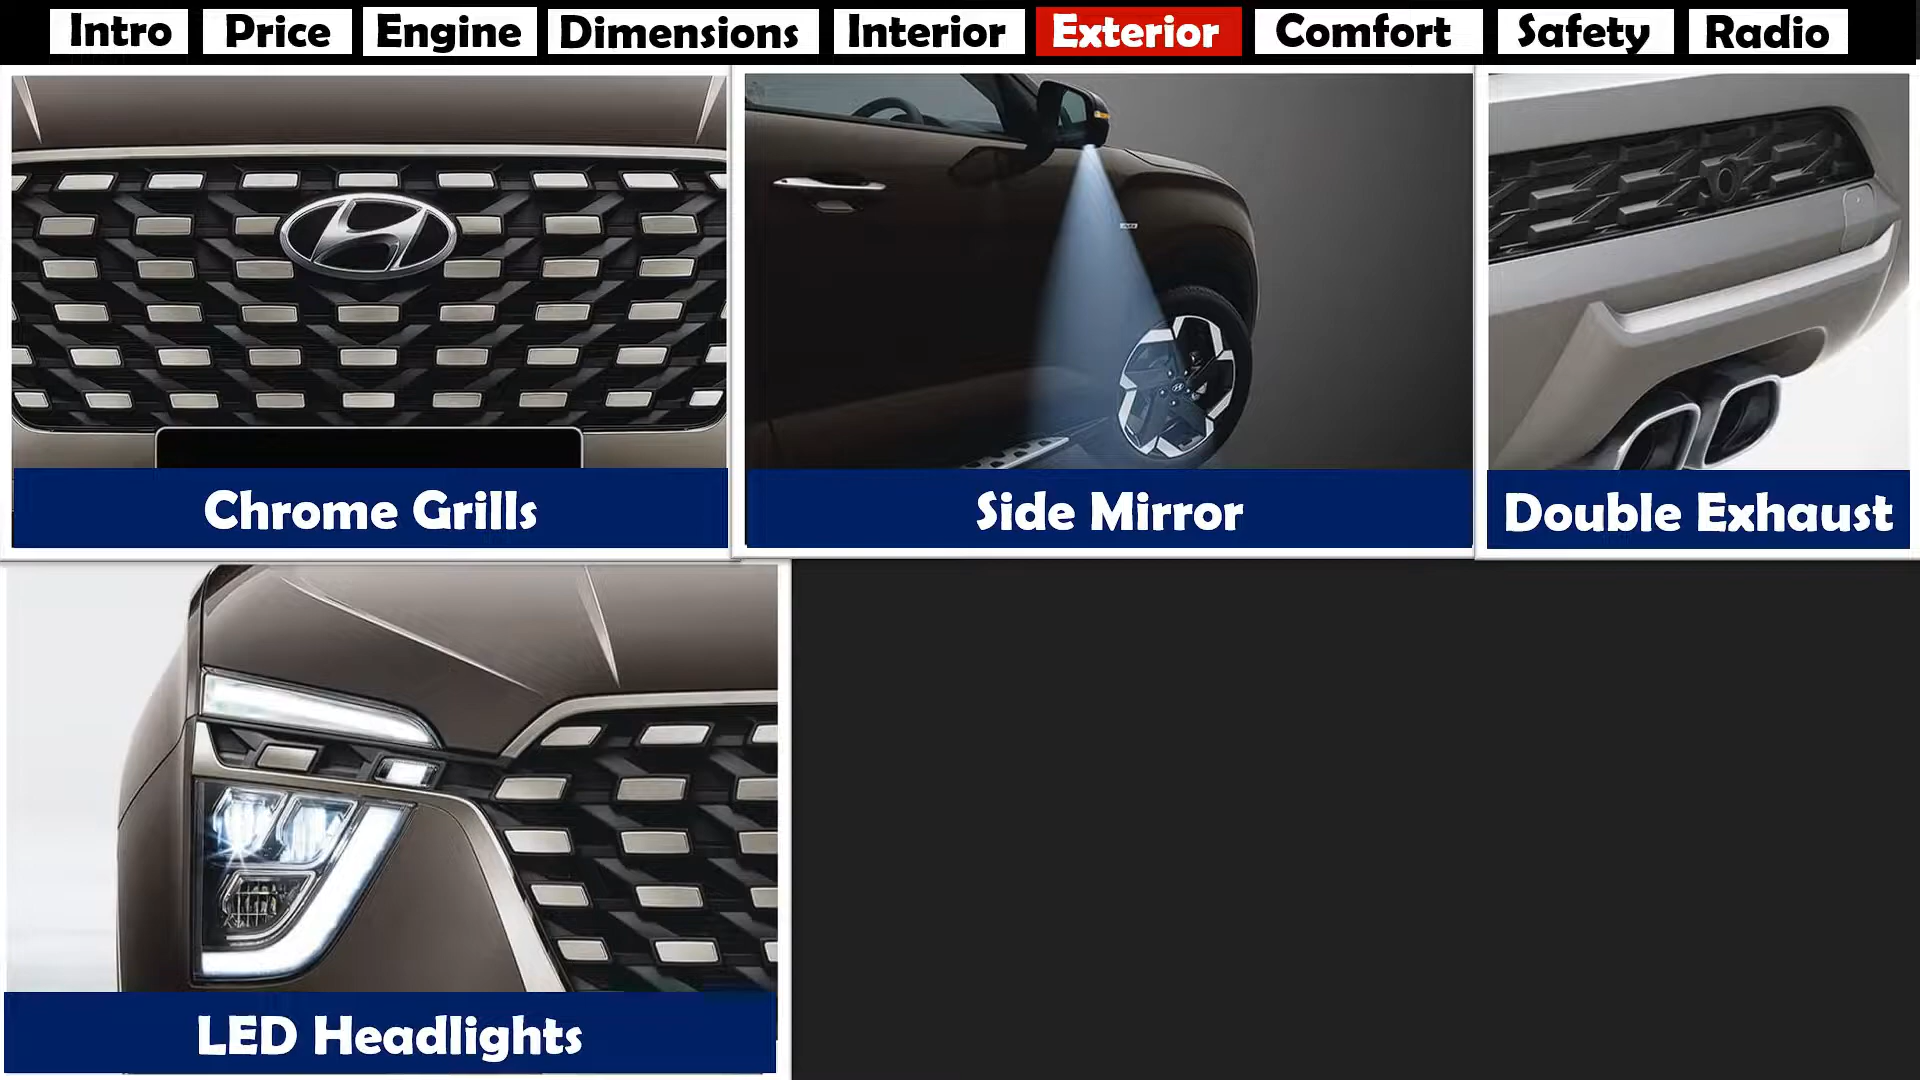 Intro
Price
Engine
Dimensions
Interior
Exterior
Comfort
Safety
Radio
Chrome Grills
Side Mirror
Double Exhaust
LED Headlights